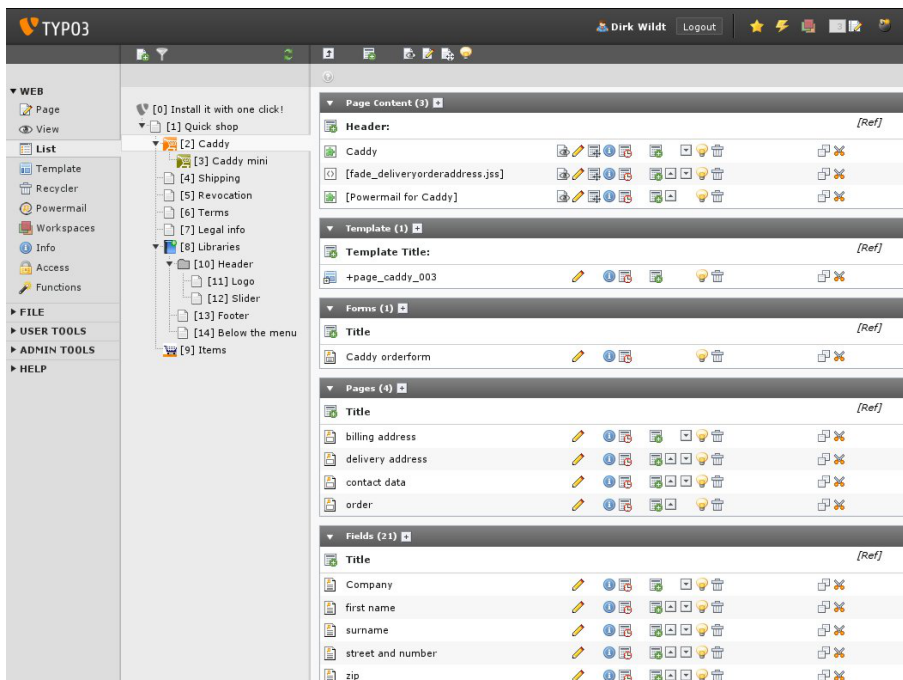 TYPO3
Dirk Wildt
Logout
WEB
Page
View
List
Template
Recycler
Powermail
Workspaces
Info
Access
Functions
FILE
USER TOOLS
ADMIN TOOLS
HELP
[0] Install it with one click!
[1] Quick shop
[2] Caddy
[3] Caddy mini
[4] Shipping
[5] Revocation
[6] Terms
[7] Legal info
[8] Libraries
[10] Header
[11] Logo
[12] Slider
[13] Footer
[14] Below the menu
[9] Items
Page Content (3)
Header: [Ref]
Caddy
[fade_deliveryorderaddress.jss]
[Powermail for Caddy]
Template (1)
Template Title:
+page_caddy_003
Forms (1)
Title [Ref]
Caddy orderform
Pages (4)
Title [Ref]
billing address
delivery address
contact data
order
Fields (21)
Title [Ref]
Company
first name
surname
street and number
zip